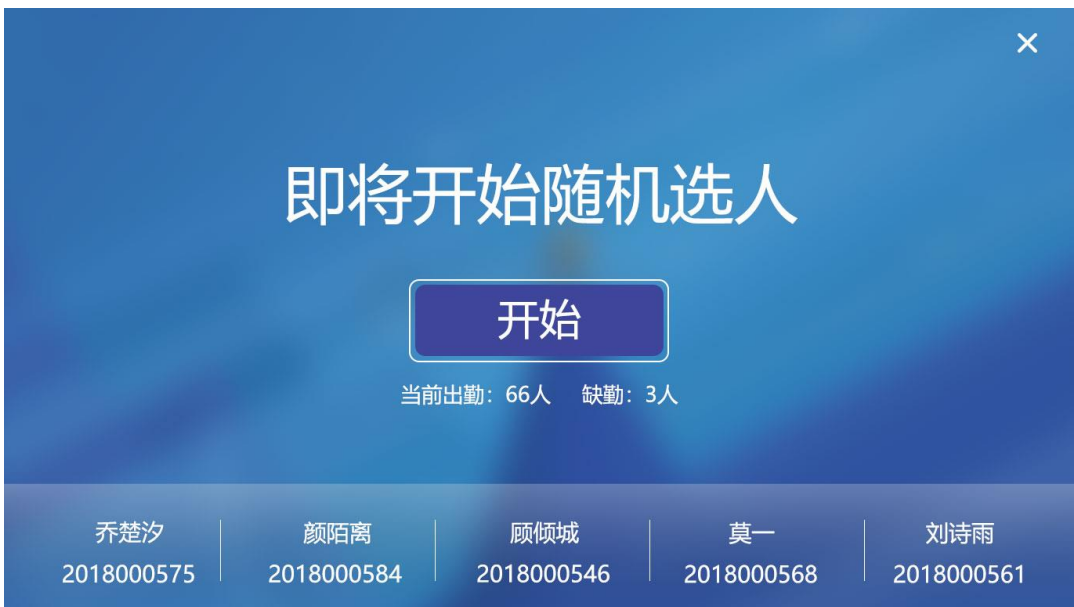 即将开始随机选人
开始
当前出勤：66人 缺勤：3人
乔楚汐 颜陌离 顾倾城 莫一 刘诗雨
2018000575 2018000584 2018000546 2018000568 2018000561